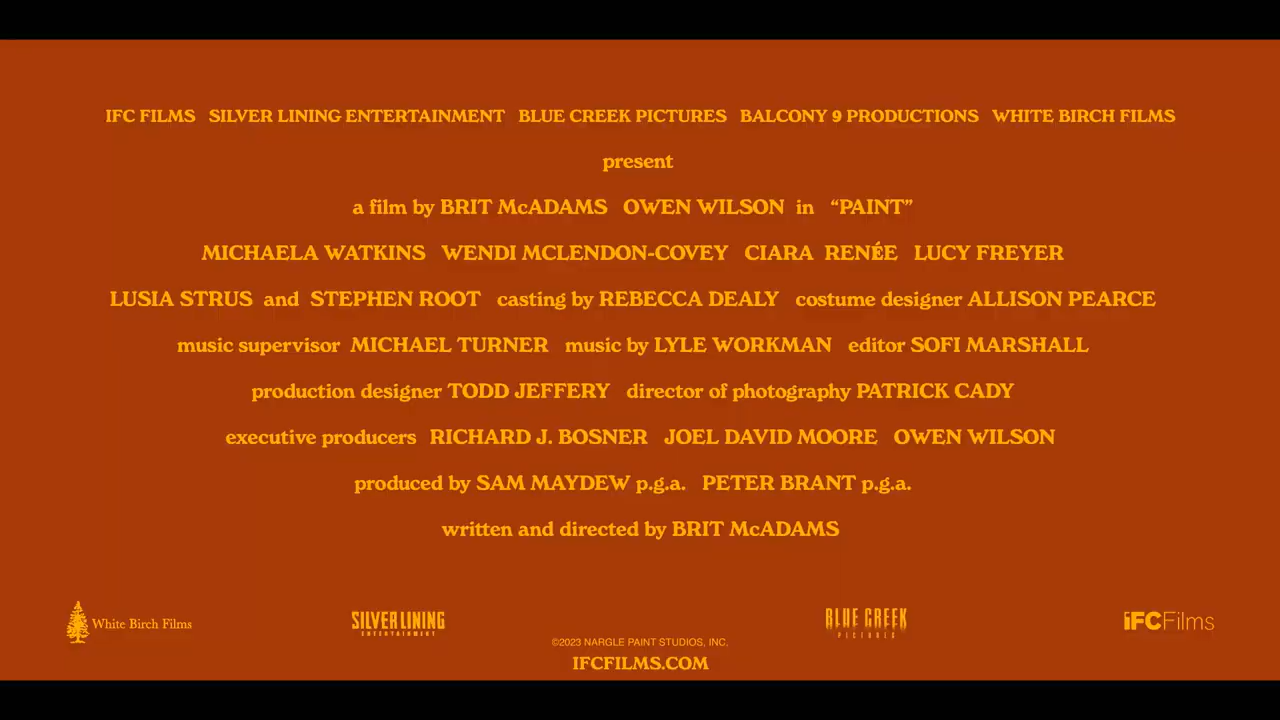 IFC FILMS SILVER LINING ENTERTAINMENT BLUE CREEK PICTURES BALCONY 9 PRODUCTIONS WHITE BIRCH FILMS
present
a film by BRIT McADAMS OWEN WILSON in “PAINT”
MICHAELA WATKINS WENDI MCLENDON-COVEY CIARA RENÉE LUCY FREYER
LUSIA STRUS and STEPHEN ROOT casting by REBECCA DEALY costume designer ALLISON PEARCE
music supervisor MICHAEL TURNER music by LYLE WORKMAN editor SOFI MARSHALL
production designer TODD JEFFERY director of photography PATRICK CADY
executive producers RICHARD J. BOSNER JOEL DAVID MOORE OWEN WILSON
produced by SAM MAYDEW p.g.a. PETER BRANT p.g.a.
written and directed by BRIT McADAMS
White Birch Films
SILVER LINING
ENTERTAINMENT
BLUE CREEK
PICTURES
iFC Films
©2023 NARGLE PAINT STUDIOS, INC.
IFCFILMS.COM